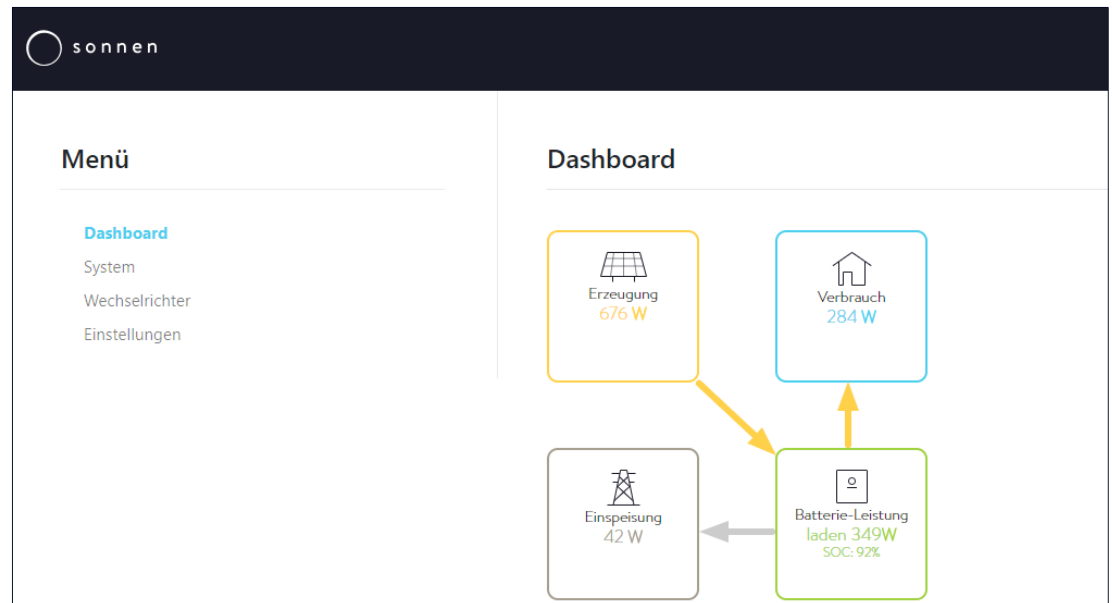 sonnen
Menü
Dashboard
System
Wechselrichter
Einstellungen
Dashboard
Erzeugung
676 W
Verbrauch
284 W
Einspeisung
42 W
Batterie-Leistung
laden 349W
SOC: 92%